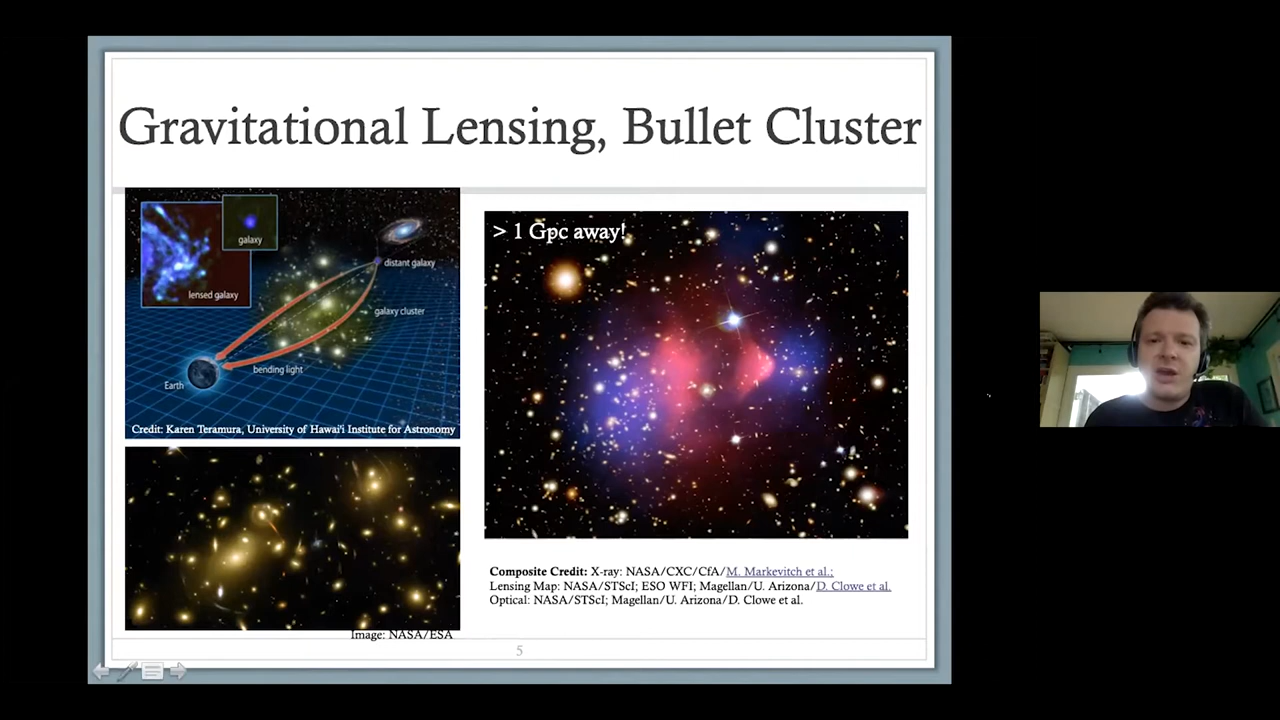 Gravitational Lensing, Bullet Cluster
galaxy
lensed galaxy
distant galaxy
galaxy cluster
bending light
Earth
Credit: Karen Teramura, University of Hawai'i Institute for Astronomy
Image: NASA/ESA
> 1 Gpc away!
Composite Credit: X-ray: NASA/CXC/CfA/M. Markevitch et al.;
Lensing Map: NASA/STScI; ESO WFI; Magellan/U. Arizona/D. Clowe et al.
Optical: NASA/STScI; Magellan/U. Arizona/D. Clowe et al.
5